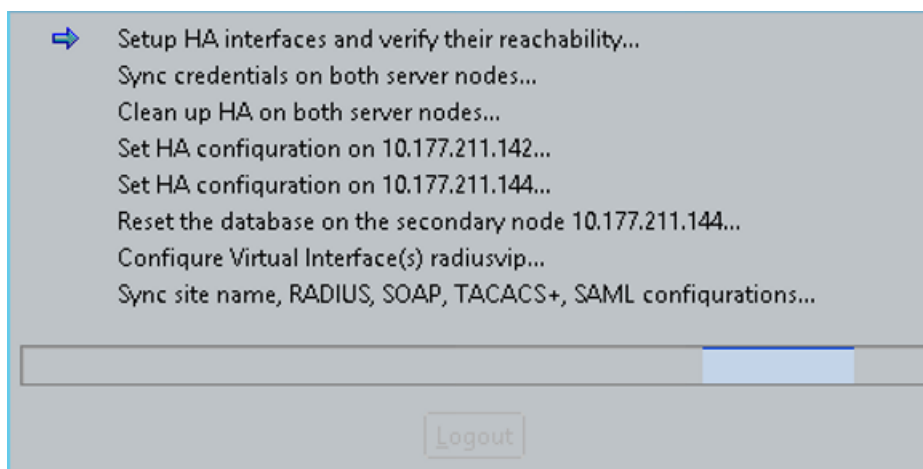 Setup HA interfaces and verify their reachability...
Sync credentials on both server nodes...
Clean up HA on both server nodes...
Set HA configuration on 10.177.211.142...
Set HA configuration on 10.177.211.144...
Reset the database on the secondary node 10.177.211.144...
Configure Virtual Interface(s) radiusvip...
Sync site name, RADIUS, SOAP, TACACS+, SAML configurations...
Logout